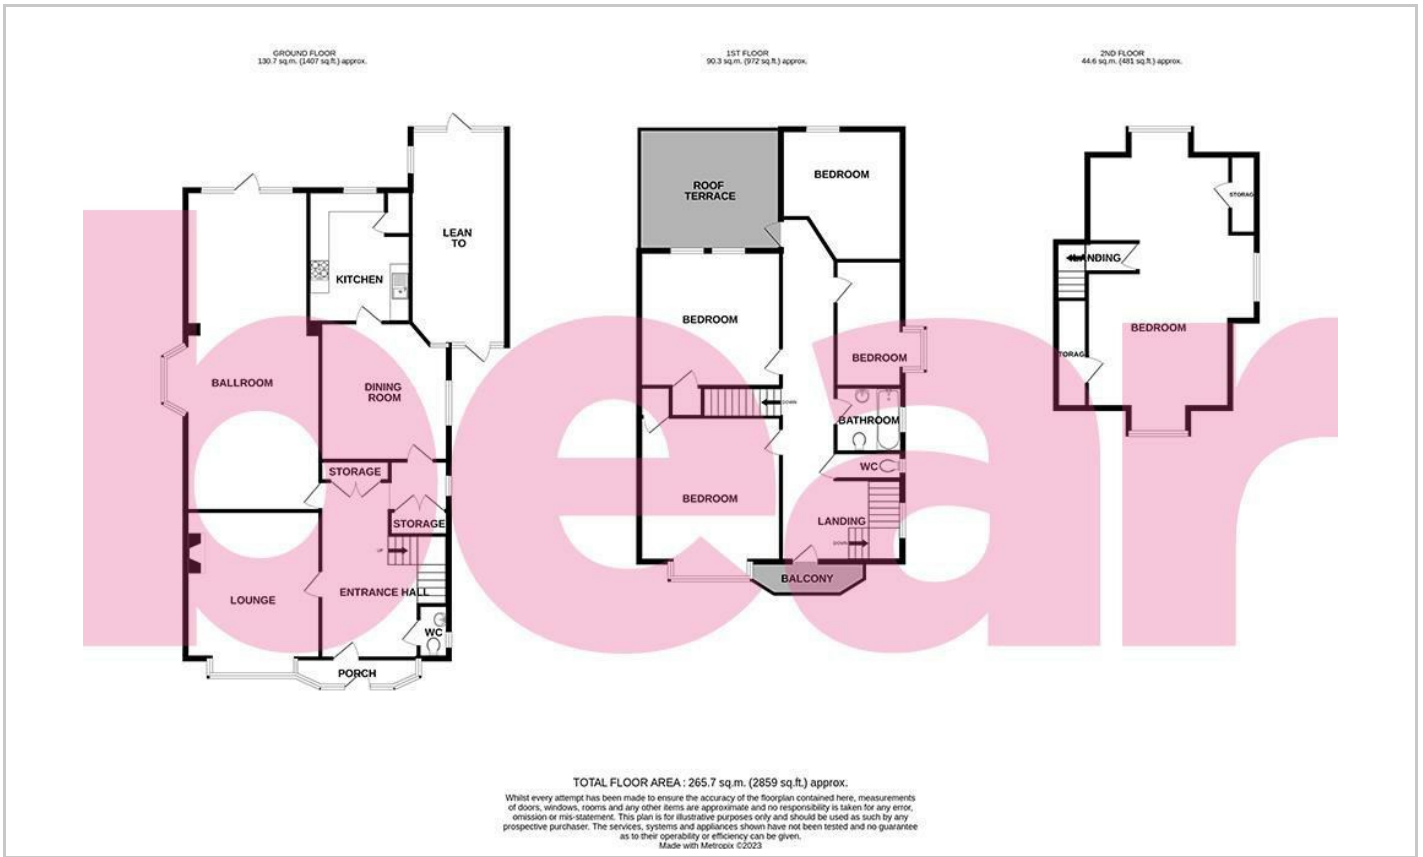 GROUND FLOOR
130.7 sq.m. (1407 sq.ft.) approx.
1ST FLOOR
90.3 sq.m. (972 sq.ft.) approx.
2ND FLOOR
44.6 sq.m. (481 sq.ft.) approx.
LEAN
TO
KITCHEN
BALLROOM
DINING
ROOM
STORAGE
STORAGE
UP
LOUNGE
ENTRANCE HALL
WC
PORCH
ROOF
TERRACE
BEDROOM
BEDROOM
BEDROOM
DOWN
BATHROOM
WC
BEDROOM
LANDING
DOWN
BALCONY
STORAG
LANDING
BEDROOM
TORAG
bear
TOTAL FLOOR AREA : 265.7 sq.m. (2859 sq.ft.) approx.
Whilst every attempt has been made to ensure the accuracy of the floorplan contained here, measurements
of doors, windows, rooms and any other items are approximate and no responsibility is taken for any error,
omission or mis-statement. This plan is for illustrative purposes only and should be used as such by any
prospective purchaser. The services, systems and appliances shown have not been tested and no guarantee
as to their operability or efficiency can be given.
Made with Metropix ©2023